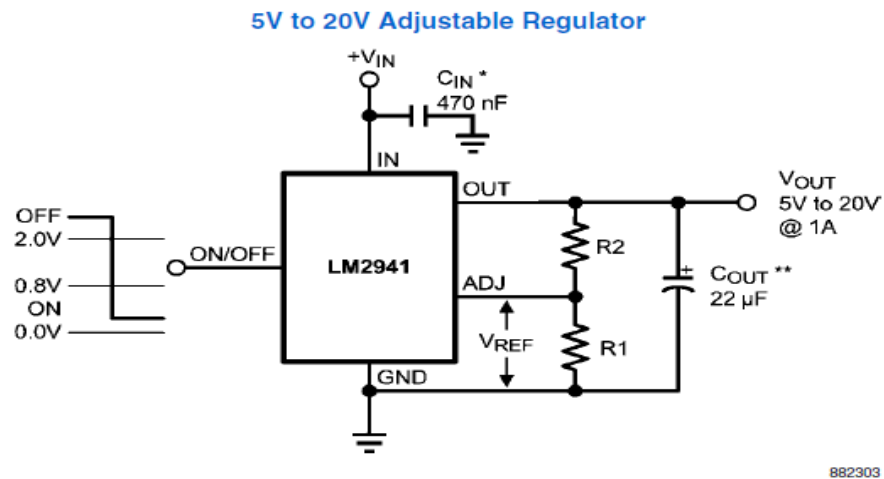 5V to 20V Adjustable Regulator
+VIN
CIN *
470 nF
IN
OUT
VOUT
5V to 20V
@ 1A
OFF
2.0V
ON/OFF
LM2941
R2
0.8V
ADJ
COUT **
+
22 µF
ON
0.0V
VREF
R1
GND
882303